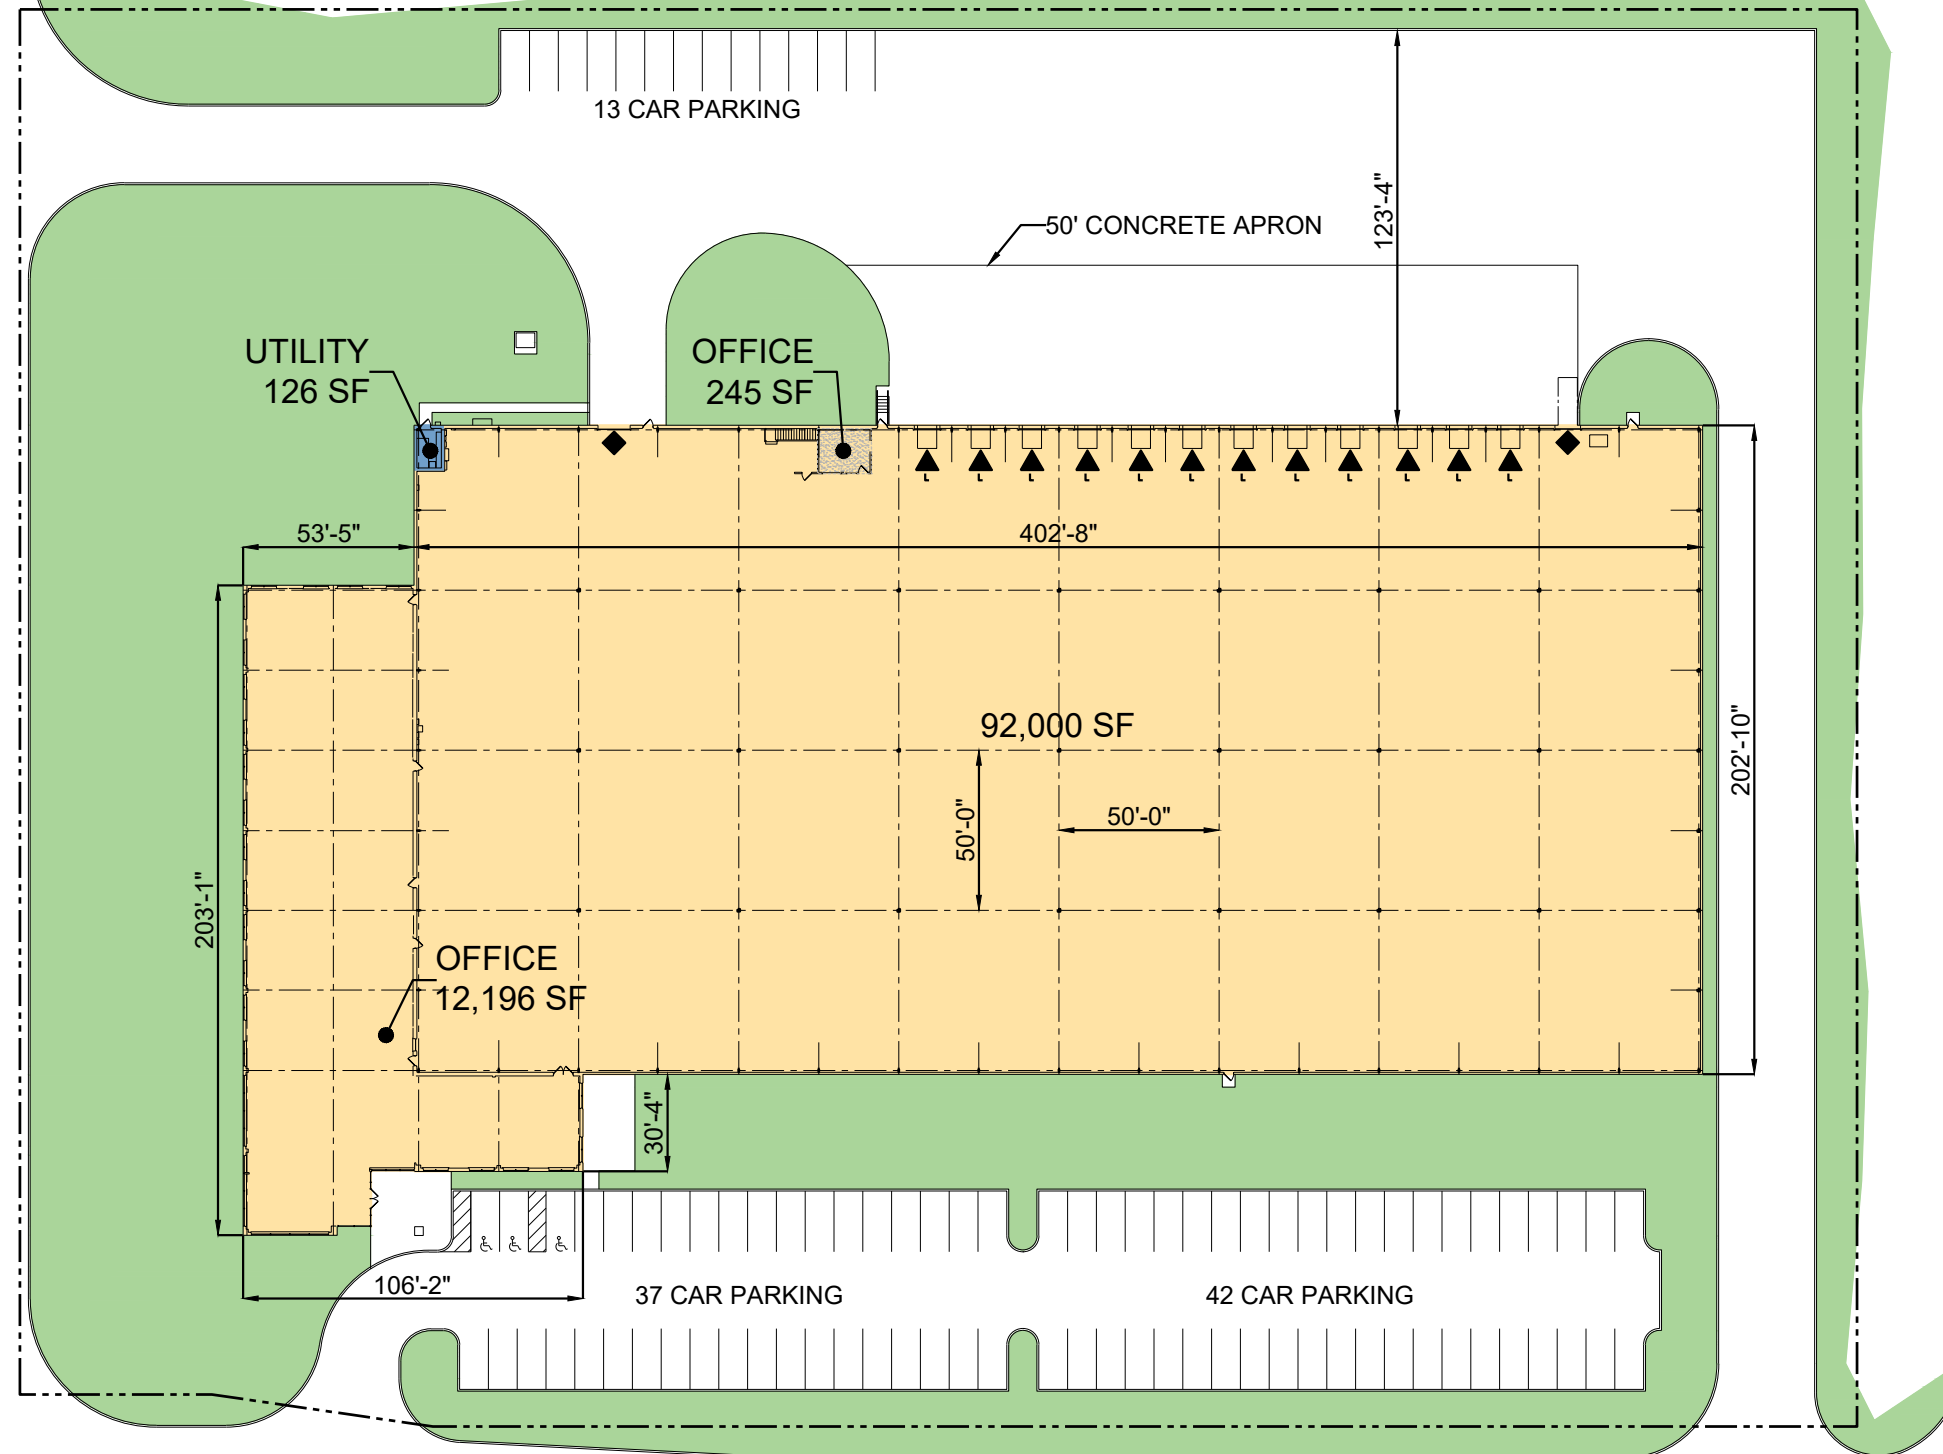 13 CAR PARKING
123'-4"
50' CONCRETE APRON
UTILITY
126 SF
OFFICE
245 SF
L
L
L
L
L
L
L
L
L
L
L
L
53'-5"
402'-8"
92,000 SF
202'-10"
50'-0"
50'-0"
203'-1"
OFFICE
12,196 SF
30'-4"
106'-2"
37 CAR PARKING
42 CAR PARKING